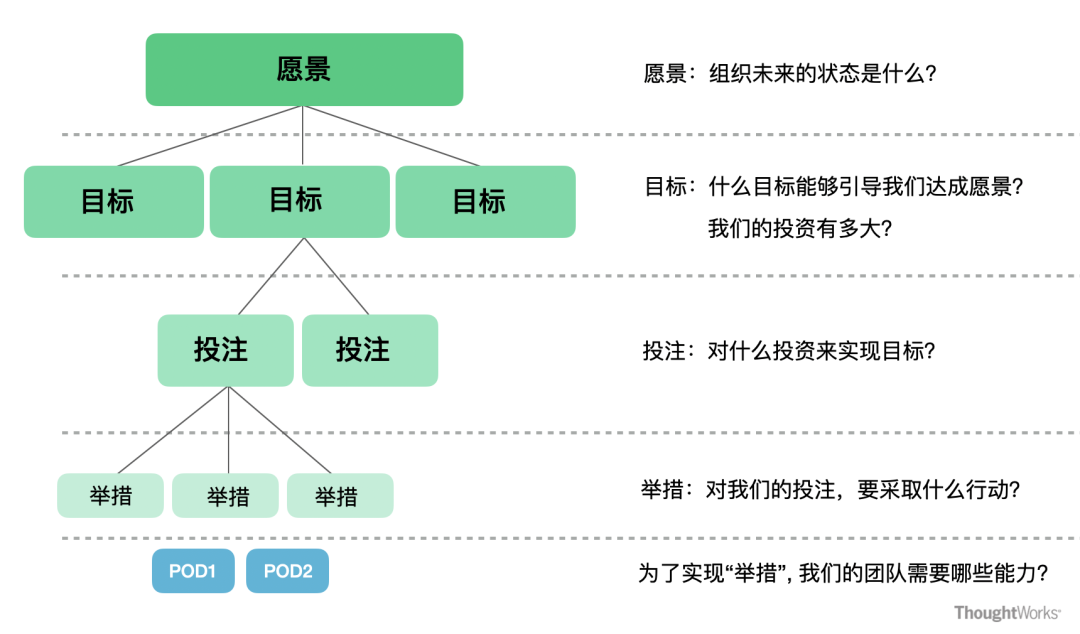 愿景
愿景：组织未来的状态是什么?
目标
目标
目标
目标：什么目标能够引导我们达成愿景?
我们的投资有多大?
投注
投注
投注：对什么投资来实现目标?
举措
举措
举措
举措：对我们的投注，要采取什么行动?
POD1
POD2
为了实现“举措”, 我们的团队需要哪些能力?
ThoughtWorks